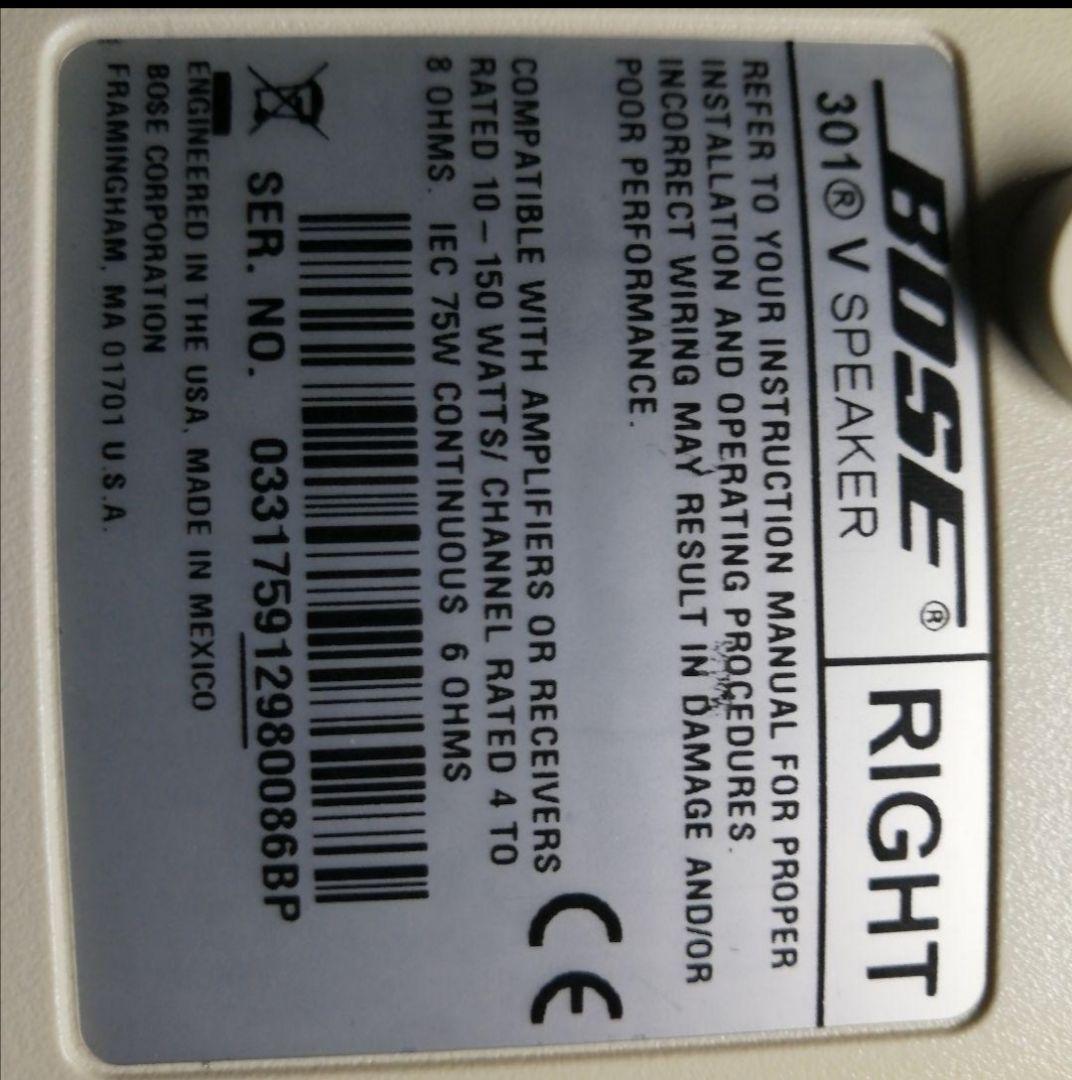 BOSE®
301® V SPEAKER
RIGHT
REFER TO YOUR INSTRUCTION MANUAL FOR PROPER
INSTALLATION AND OPERATING PROCEDURES.
INCORRECT WIRING MAY RESULT IN DAMAGE AND/OR
POOR PERFORMANCE.
COMPATIBLE WITH AMPLIFIERS OR RECEIVERS
RATED 10–150 WATTS/ CHANNEL RATED 4 TO
8 OHMS. IEC 75W CONTINUOUS 6 OHMS
CE
SER. NO. 033175912980086BP
ENGINEERED IN THE USA, MADE IN MEXICO
BOSE CORPORATION
FRAMINGHAM, MA 01701 U.S.A.